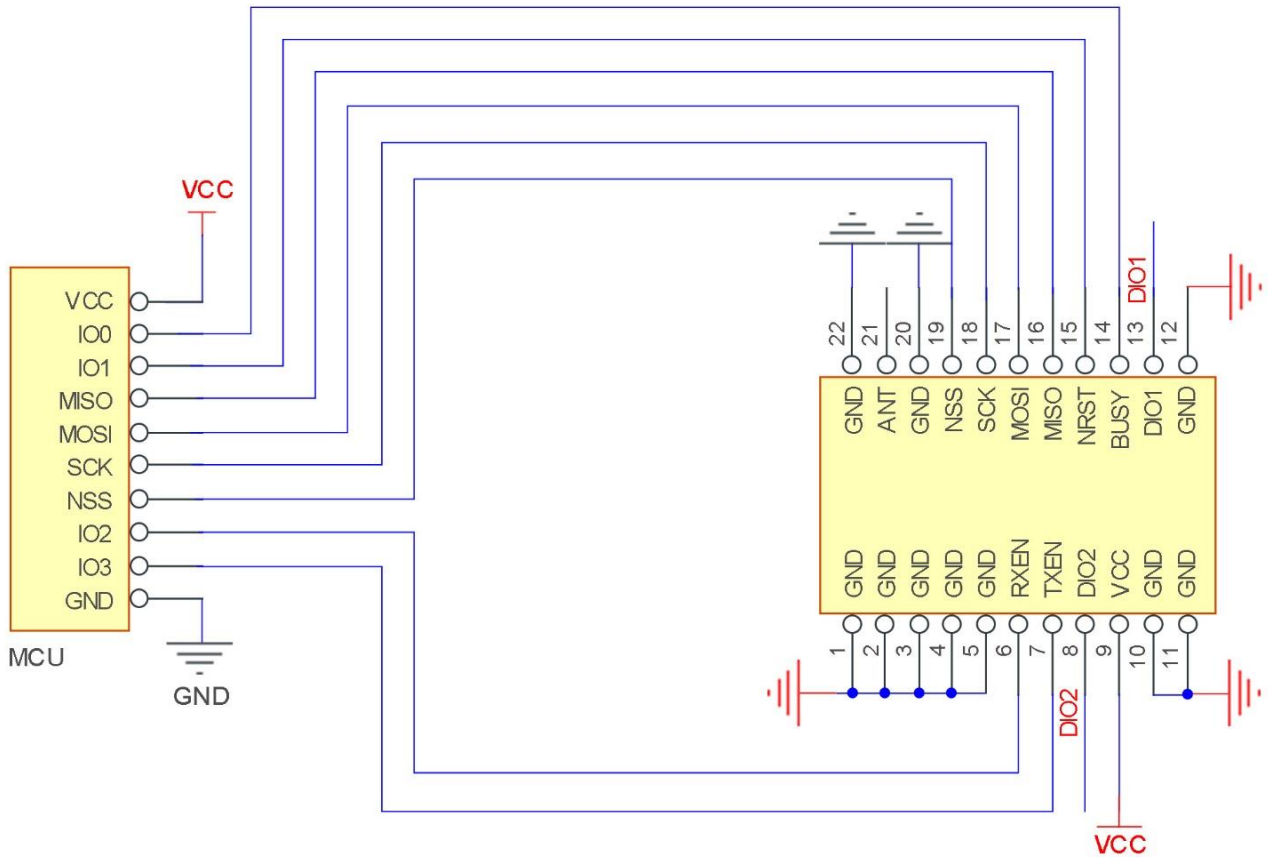 VCC
VCC
IO0
IO1
MISO
MOSI
SCK
NSS
IO2
IO3
GND
MCU
GND
DIO1
22 21 20 19 18 17 16 15 14 13 12
GND ANT GND NSS SCK MOSI MISO NRST BUSY DIO1 GND
GND GND GND GND GND RXEN TXEN DIO2 VCC GND GND
1 2 3 4 5 6 7 8 9 10 11
DIO2
VCC